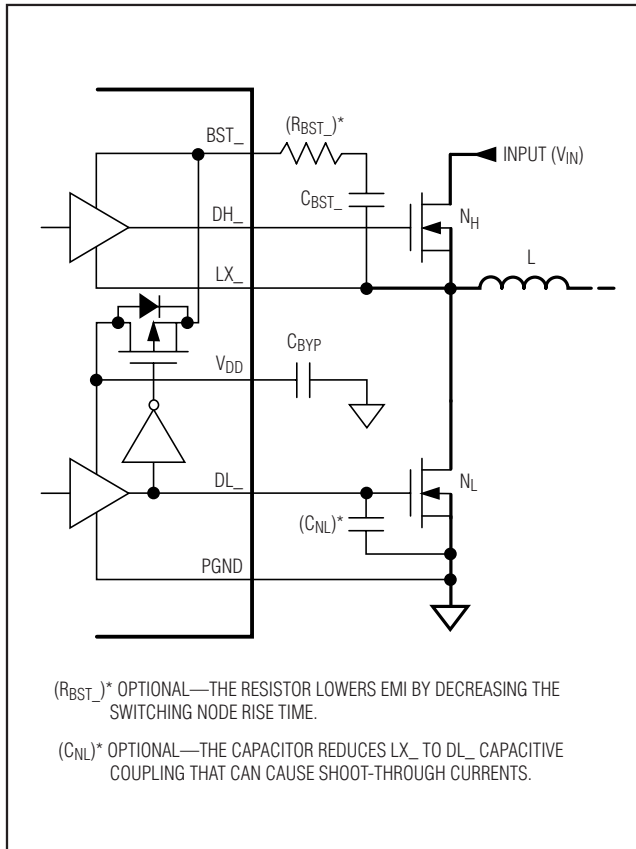 BST_
(RBST_)*
INPUT (VIN)
CBST_
DH_
NH
LX_
L
VDD
CBYP
DL_
NL
(CNL)*
PGND
(RBST_)* OPTIONAL—THE RESISTOR LOWERS EMI BY DECREASING THE
SWITCHING NODE RISE TIME.
(CNL)* OPTIONAL—THE CAPACITOR REDUCES LX_ TO DL_ CAPACITIVE
COUPLING THAT CAN CAUSE SHOOT-THROUGH CURRENTS.